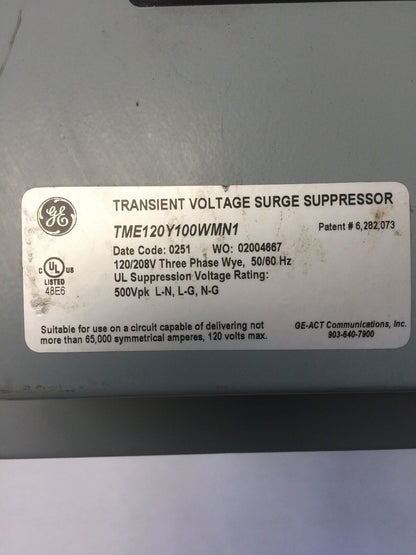 GE
TRANSIENT VOLTAGE SURGE SUPPRESSOR
TME120Y100WMN1
Patent # 6,282,073
Date Code: 0251 WO: 02004667
120/208V Three Phase Wye, 50/60 Hz
UL Suppression Voltage Rating:
500Vpk L-N, L-G, N-G
C UL US
LISTED
48E6
Suitable for use on a circuit capable of delivering not
more than 65,000 symmetrical amperes, 120 volts max.
GE-ACT Communications, Inc.
903-640-7900